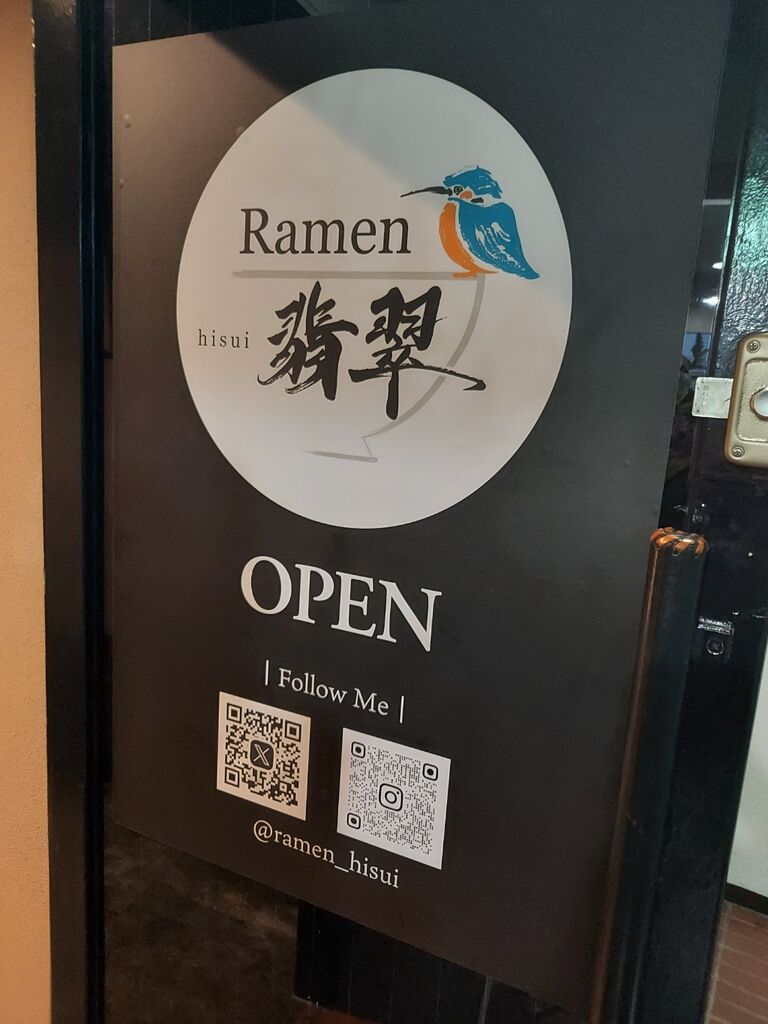 Ramen
hisui 翡翠
OPEN
| Follow Me |
@ramen_hisui